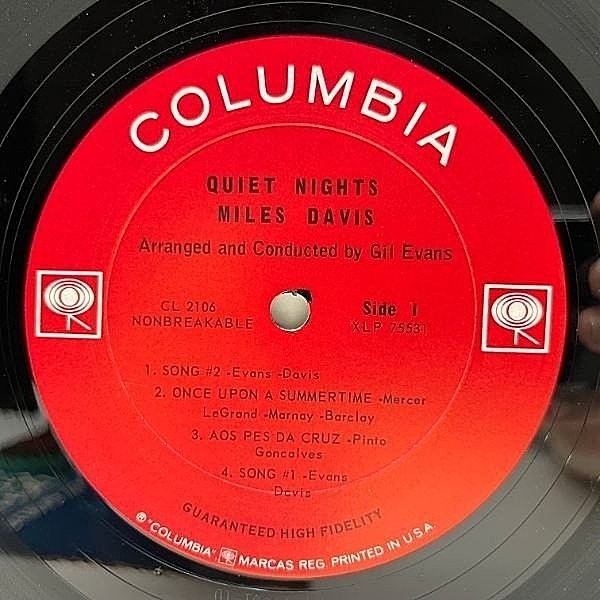 COLUMBIA
QUIET NIGHTS
MILES DAVIS
Arranged and Conducted by Gil Evans
CL 2106
NONBREAKABLE
Side 1
XLP 75531
1. SONG #2 -Evans -Davis
2. ONCE UPON A SUMMERTIME -Mercer
LeGrand -Marnay -Barclay
3. AOS PES DA CRUZ -Pinto
Goncalves
4. SONG #1 -Evans
Davis
GUARANTEED HIGH FIDELITY
® "COLUMBIA" MARCAS REG. PRINTED IN U.S.A.